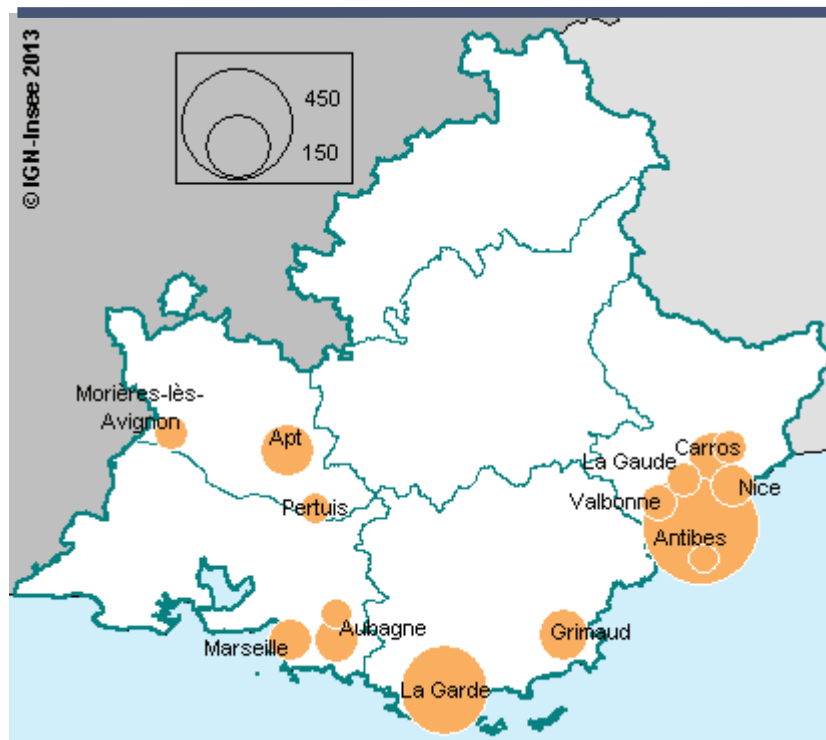 © IGN-Insee 2013
450
150
Morières-lès-
Avignon
Apt
Carros
La Gaude
Nice
Valbonne
Pertuis
Antibes
Aubagne
Grimaud
Marseille
La Garde